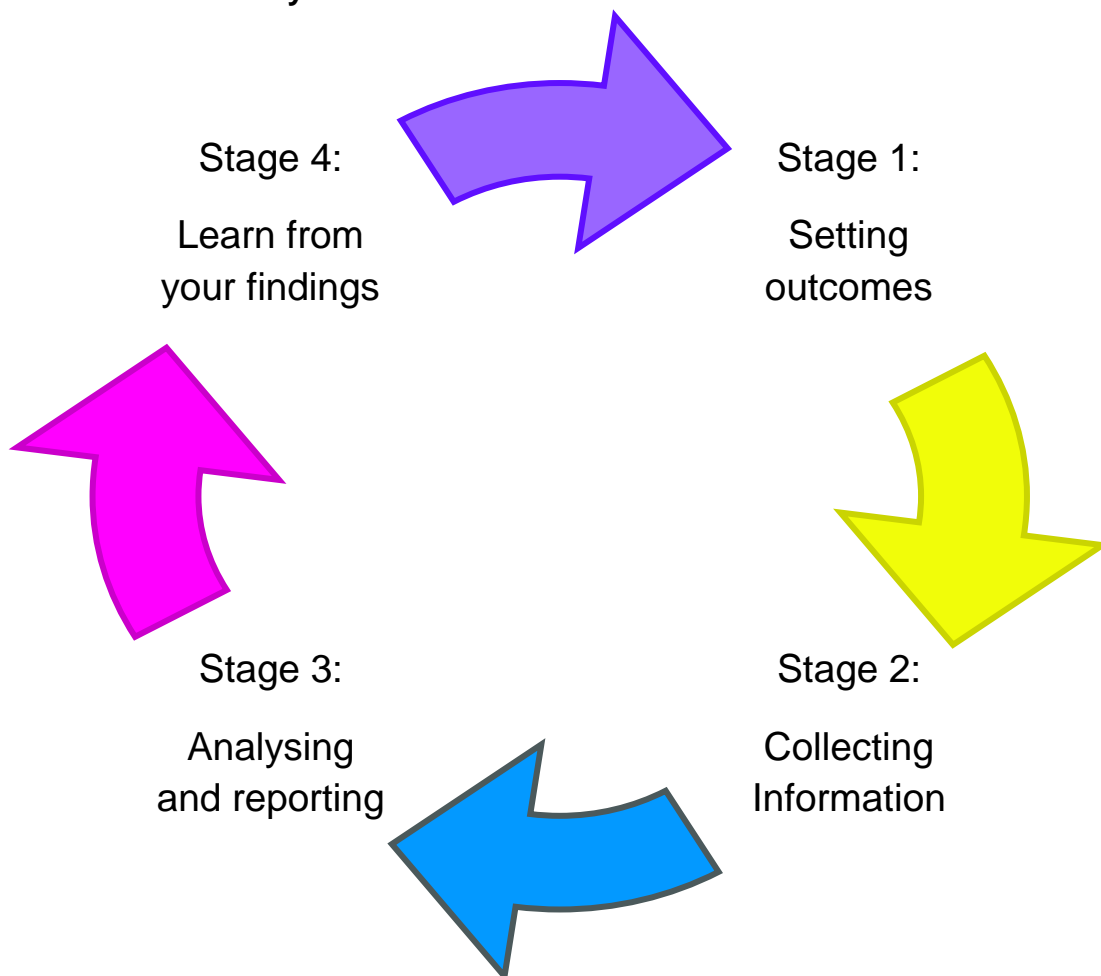 Stage 1:
Setting
outcomes
Stage 2:
Collecting
Information
Stage 3:
Analysing
and reporting
Stage 4:
Learn from
your findings